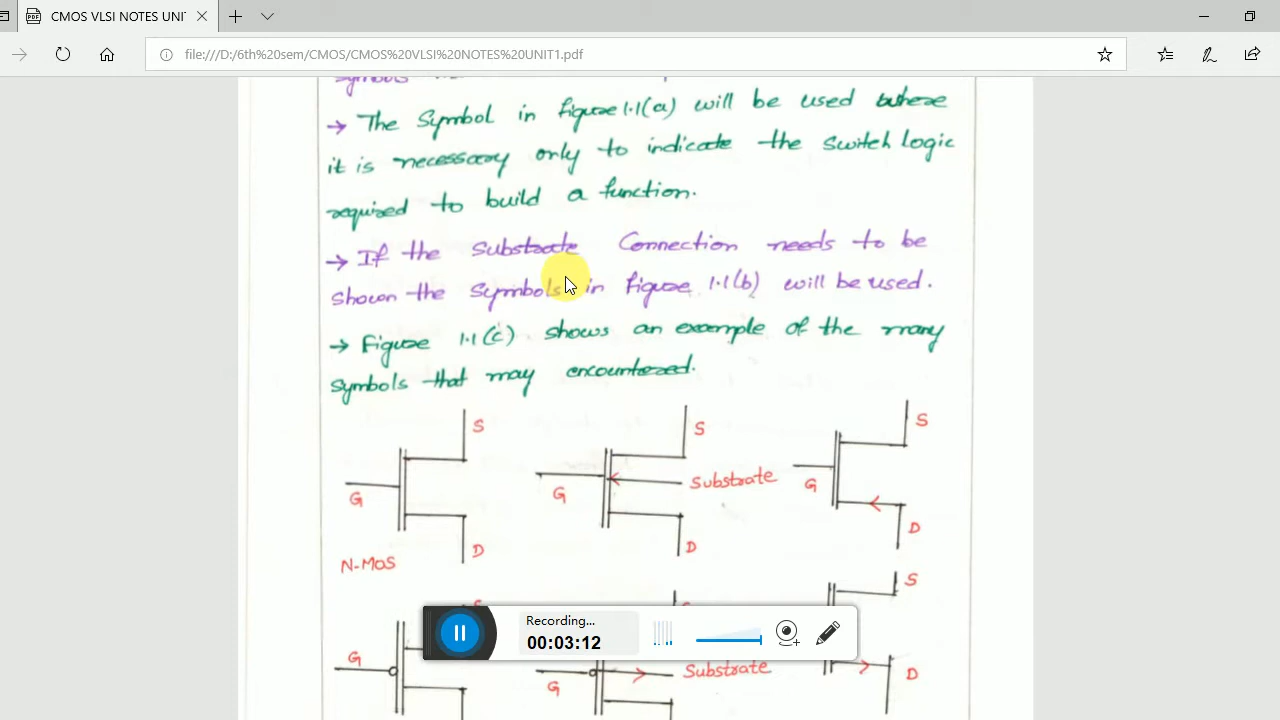 CMOS VLSI NOTES UNIT
file:///D:/6th%20sem/CMOS/CMOS%20VLSI%20NOTES%20UNIT1.pdf
symbols
→ The Symbol in figure 1.1(a) will be used where
it is necessary only to indicate the switch logic
required to build a function.
→ If the Substrate Connection needs to be
shown the symbols in figure 1.1(b) will be used.
→ Figure 1.1(c) shows an example of the many
symbols that may encountered.
S S S
G G Substrate G
D D D
N-MOS
S
Recording...
00:03:12
G G Substrate D